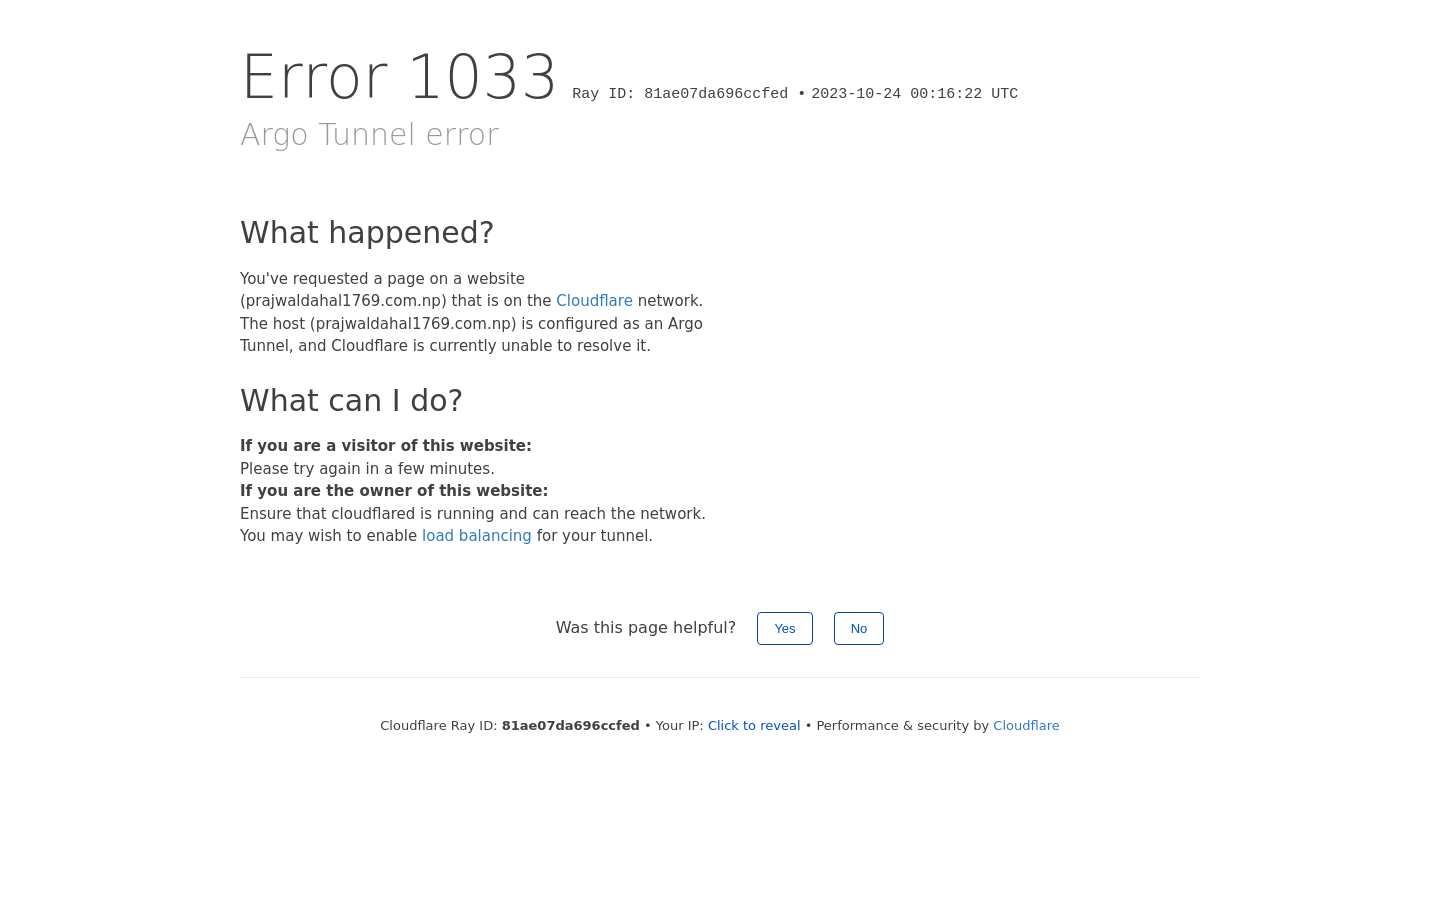 Error 1033 Ray ID: 81ae07da696ccfed • 2023-10-24 00:16:22 UTC
Argo Tunnel error
What happened?
You've requested a page on a website
(prajwaldahal1769.com.np) that is on the Cloudflare network.
The host (prajwaldahal1769.com.np) is configured as an Argo
Tunnel, and Cloudflare is currently unable to resolve it.
What can I do?
If you are a visitor of this website:
Please try again in a few minutes.
If you are the owner of this website:
Ensure that cloudflared is running and can reach the network.
You may wish to enable load balancing for your tunnel.
Was this page helpful? Yes No
Cloudflare Ray ID: 81ae07da696ccfed • Your IP: Click to reveal • Performance & security by Cloudflare